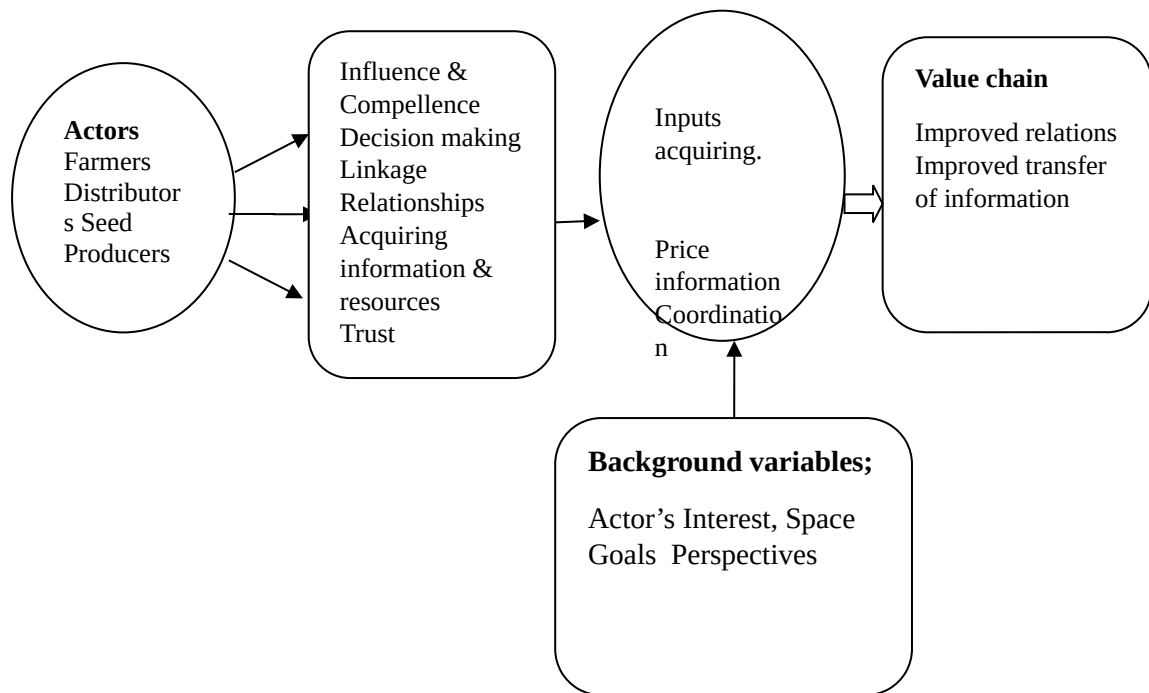 Actors
Farmers
Distributor
s Seed
Producers
Influence &
Compellence
Decision making
Linkage
Relationships
Acquiring
information &
resources
Trust
Inputs
acquiring.
Price
information
Coordinatio
n
Value chain
Improved relations
Improved transfer
of information
Background variables;
Actor’s Interest, Space
Goals  Perspectives